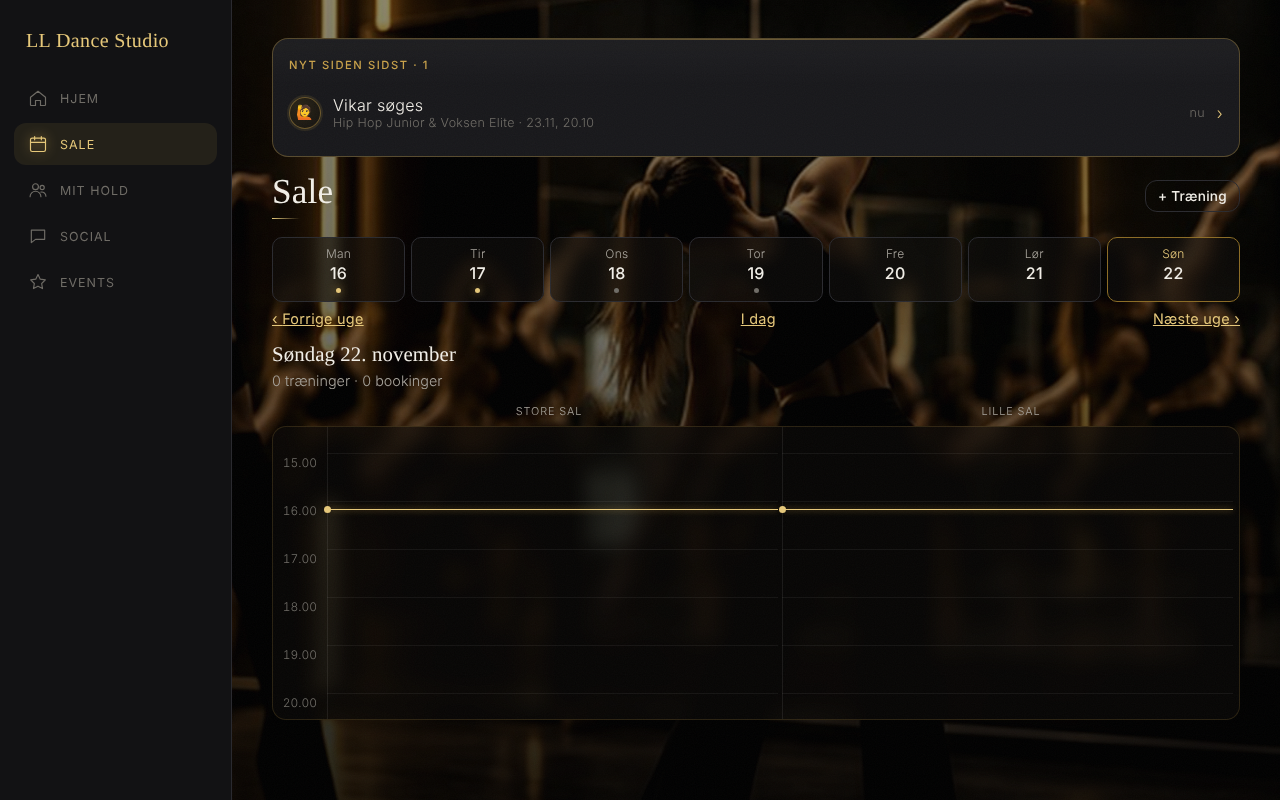 LL Dance Studio
HJEM
SALE
MIT HOLD
SOCIAL
EVENTS
NYT SIDEN SIDST · 1
Vikar søges
Hip Hop Junior & Voksen Elite · 23.11, 20.10
nu ›
Sale
+ Træning
Man Tir Ons Tor Fre Lør Søn
16 17 18 19 20 21 22
‹ Forrige uge I dag Næste uge ›
Søndag 22. november
0 træninger · 0 bookinger
STORE SAL LILLE SAL
15.00
16.00
17.00
18.00
19.00
20.00